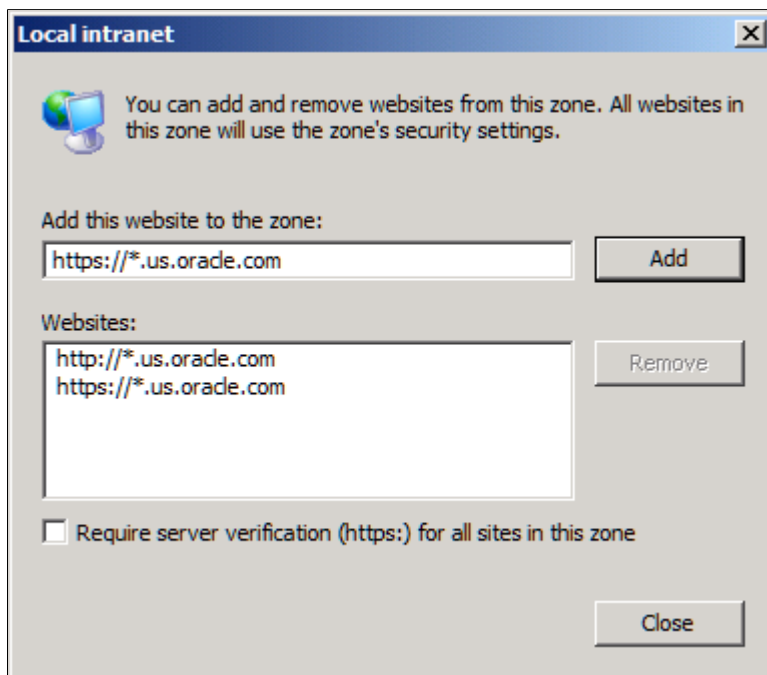 Local intranet
You can add and remove websites from this zone. All websites in
this zone will use the zone's security settings.
Add this website to the zone:
https://*.us.oracle.com
Add
Websites:
http://*.us.oracle.com
https://*.us.oracle.com
Remove
Require server verification (https:) for all sites in this zone
Close